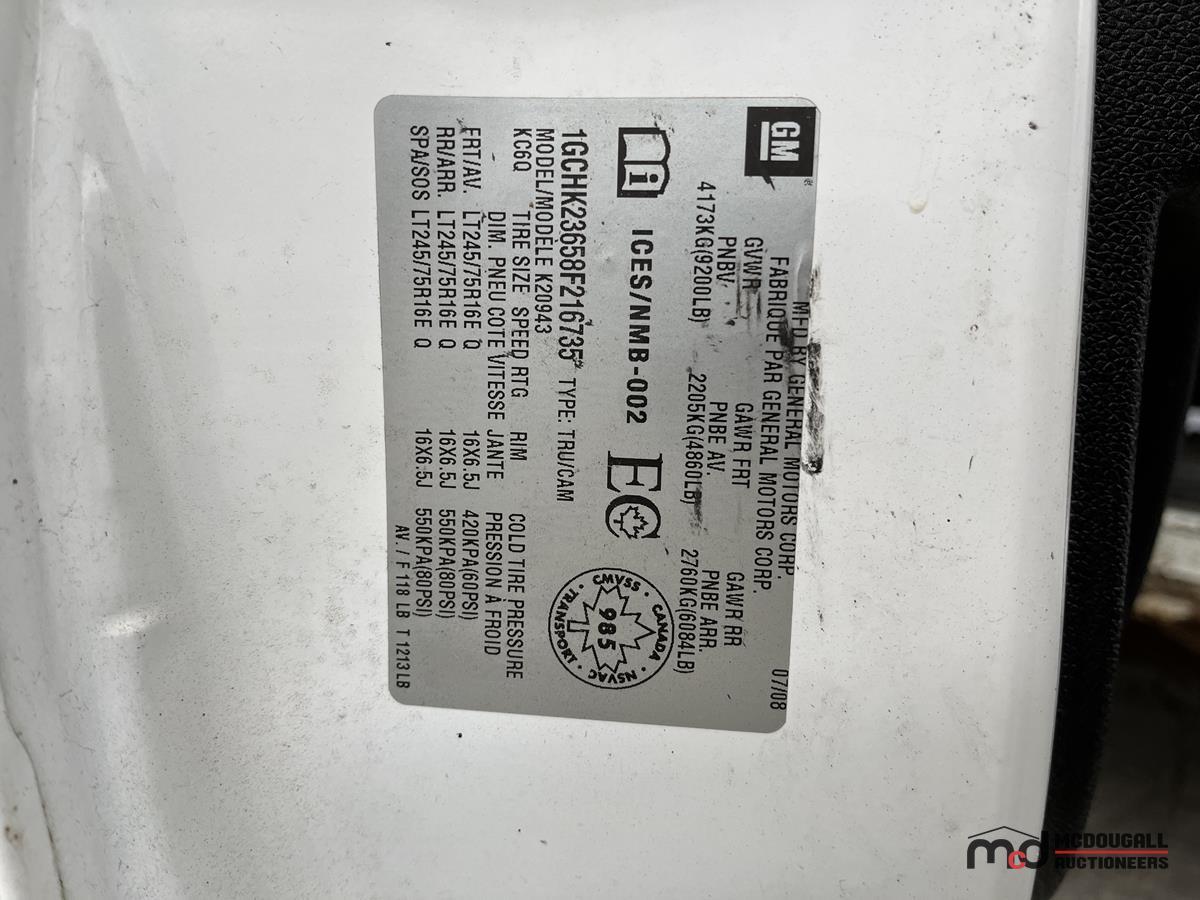 GM
MFD BY GENERAL MOTORS CORP.
FABRIQUE PAR GENERAL MOTORS CORP.
07/08
GVWR GAWR FRT GAWR RR
PNBV PNBE AV. PNBE ARR.
4173KG(9200LB) 2205KG(4860LB) 2760KG(6084LB)
i ICES/NMB-002 EC
CMVSS · CANADA · NSVAC · TRANSPORT ·
985
1GCHK23658F216735 TYPE: TRU/CAM
MODEL/MODÈLE K20943
KC6Q TIRE SIZE SPEED RTG RIM COLD TIRE PRESSURE
DIM. PNEU COTE VITESSE JANTE PRESSION À FROID
FRT/AV. LT245/75R16E Q 16X6.5J 420KPA(60PSI)
RR/ARR. LT245/75R16E Q 16X6.5J 550KPA(80PSI)
SPA/SOS LT245/75R16E Q 16X6.5J 550KPA(80PSI)
AV. / F 118 LB T 1213 LB
mcd MCDOUGALL
AUCTIONEERS